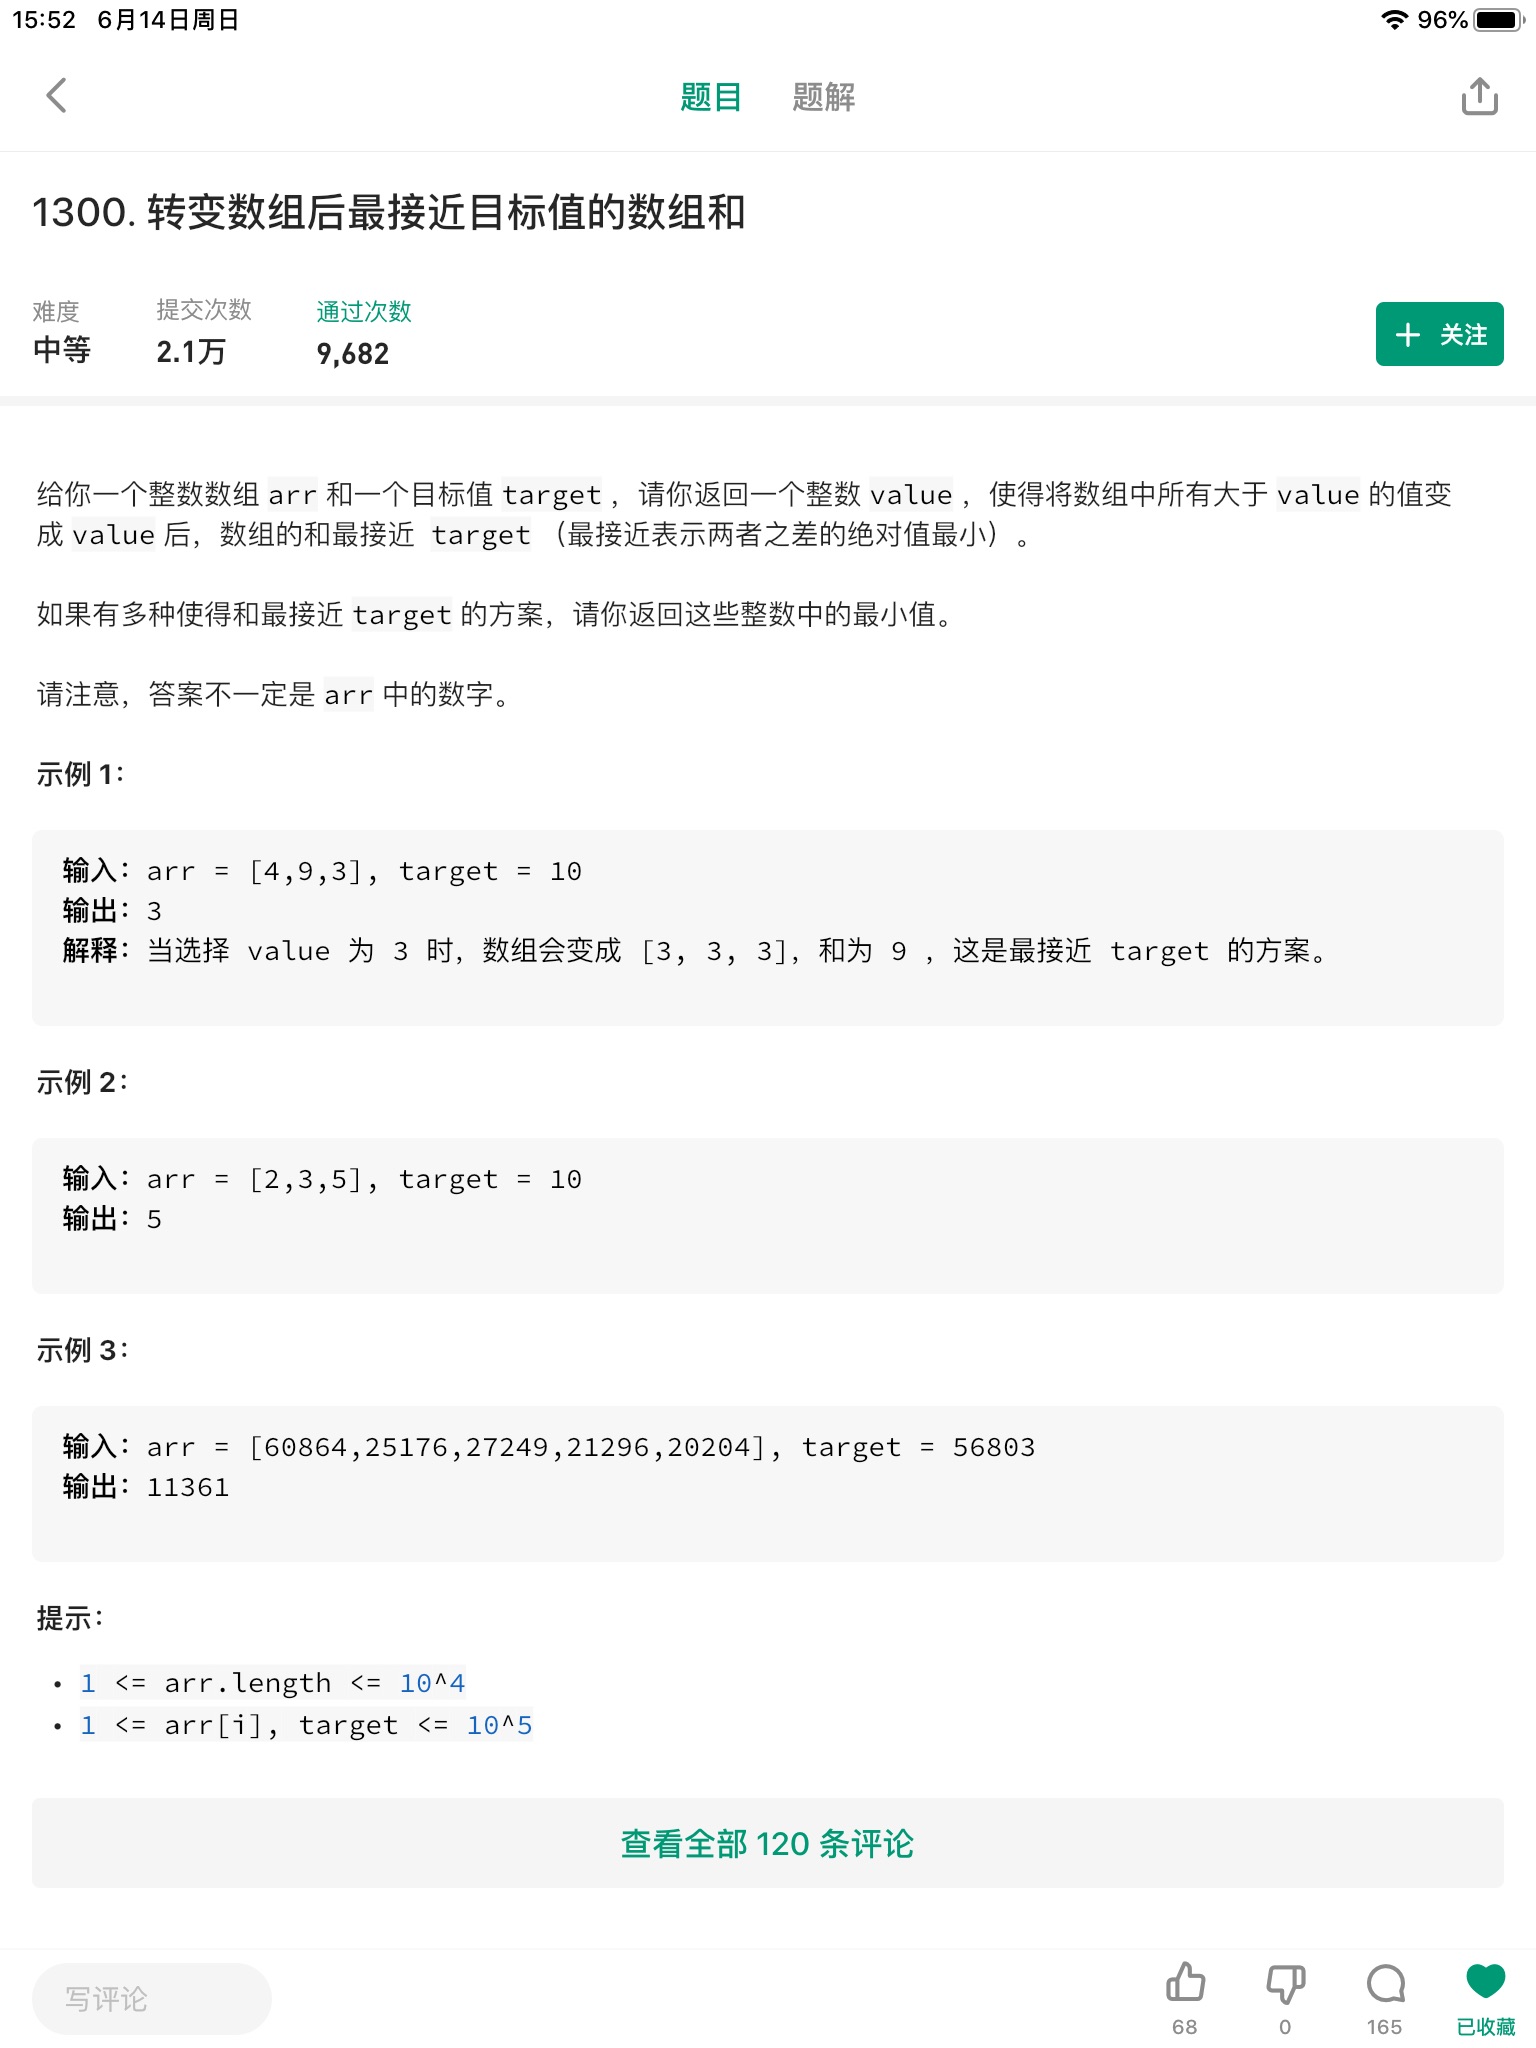 15:52 6月14日周日
96%
题目 题解
1300. 转变数组后最接近目标值的数组和
难度 提交次数 通过次数
中等 2.1万 9,682
+ 关注
给你一个整数数组 arr 和一个目标值 target ，请你返回一个整数 value ，使得将数组中所有大于 value 的值变
成 value 后，数组的和最接近 target （最接近表示两者之差的绝对值最小）。
如果有多种使得和最接近 target 的方案，请你返回这些整数中的最小值。
请注意，答案不一定是 arr 中的数字。
示例 1：
输入：arr = [4,9,3], target = 10
输出：3
解释：当选择 value 为 3 时，数组会变成 [3, 3, 3]，和为 9 ，这是最接近 target 的方案。
示例 2：
输入：arr = [2,3,5], target = 10
输出：5
示例 3：
输入：arr = [60864,25176,27249,21296,20204], target = 56803
输出：11361
提示：
• 1 <= arr.length <= 10^4
• 1 <= arr[i], target <= 10^5
查看全部 120 条评论
写评论
68 0 165 已收藏